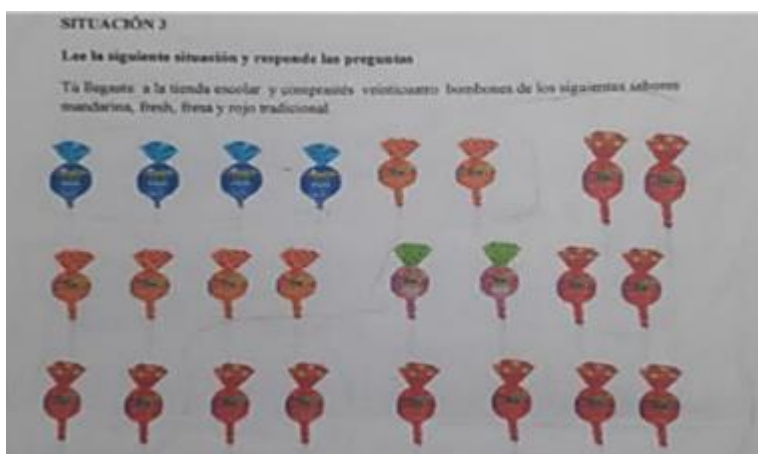 SITUACIÓN 3
Lee la siguiente situación y responde las preguntas
Tú llegaste a la tienda escolar y compraste veinticuatro bombones de los siguientes sabores
mandarina, fresh, fresa y rojo tradicional